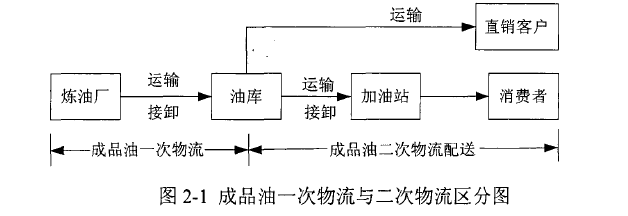 运输
直销客户
炼油厂
运输
接卸
油库
运输
接卸
加油站
消费者
成品油一次物流
成品油二次物流配送
图 2-1 成品油一次物流与二次物流区分图